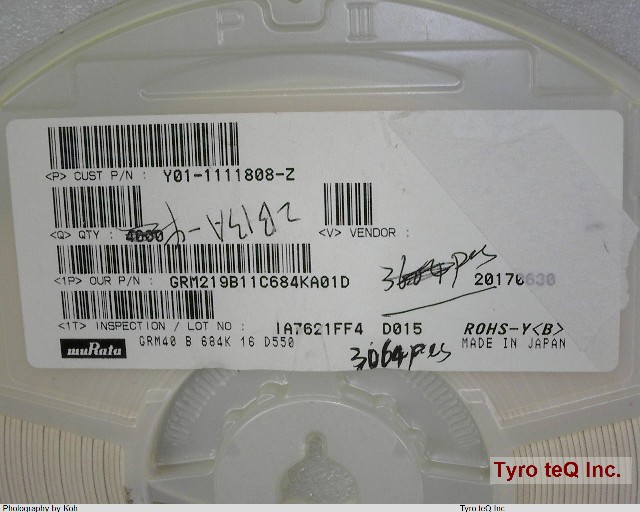 <P> CUST P/N : Y01-1111808-Z
<Q> QTY : 4000
<V> VENDOR :
<1P> OUR P/N : GRM219B11C684KA01D
20170630
<1T> INSPECTION / LOT NO : IA7621FF4 D015 ROHS-Y<B>
muRata GRM40 B 684K 16 D550 MADE IN JAPAN
3064pcs
Tyro teQ Inc.
Photography by Koh
Tyro teQ Inc